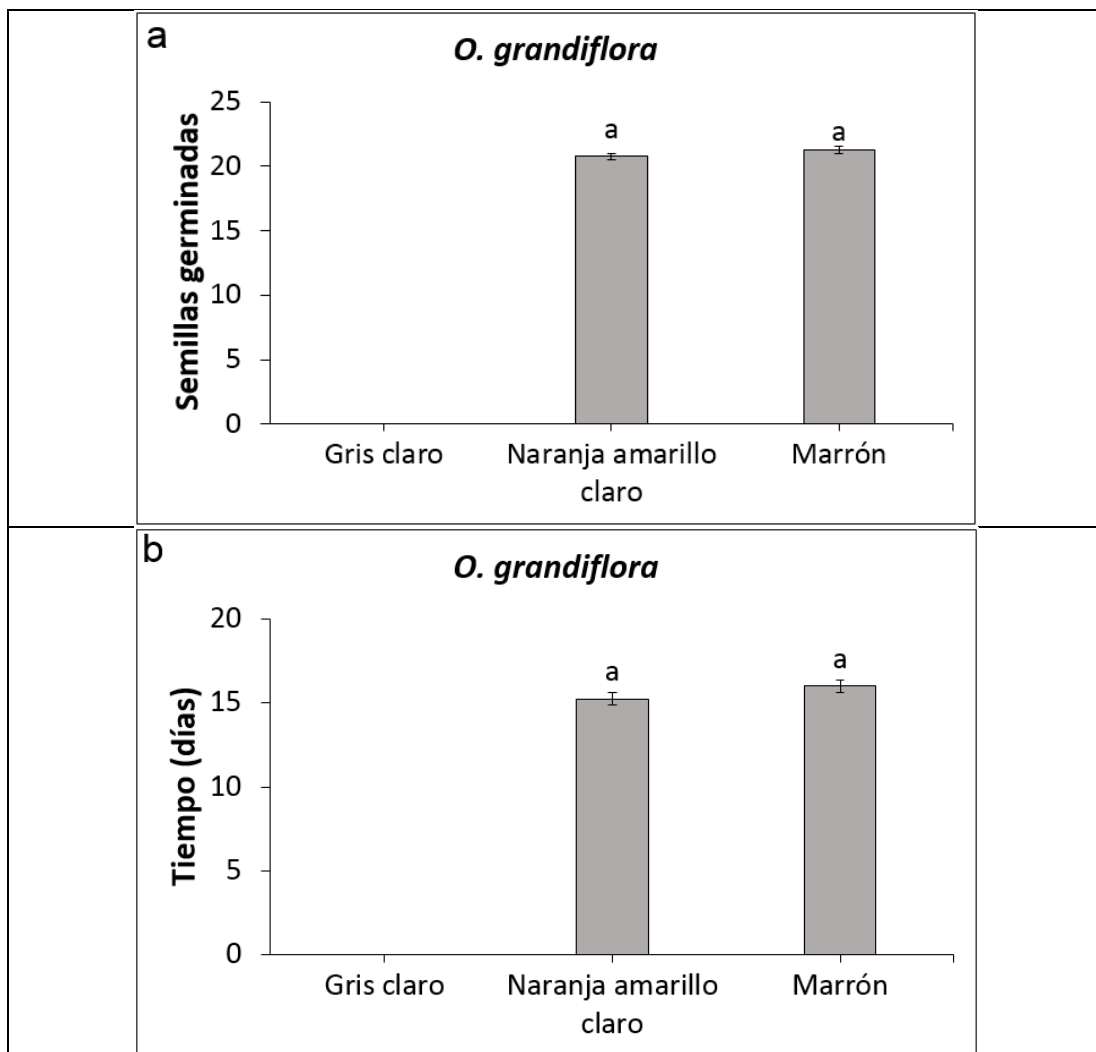 a
O. grandiflora
Semillas germinadas
25
20
15
10
5
0
a
a
Gris claro
Naranja amarillo
claro
Marrón
b
O. grandiflora
Tiempo (días)
20
15
10
5
0
a
a
Gris claro
Naranja amarillo
claro
Marrón